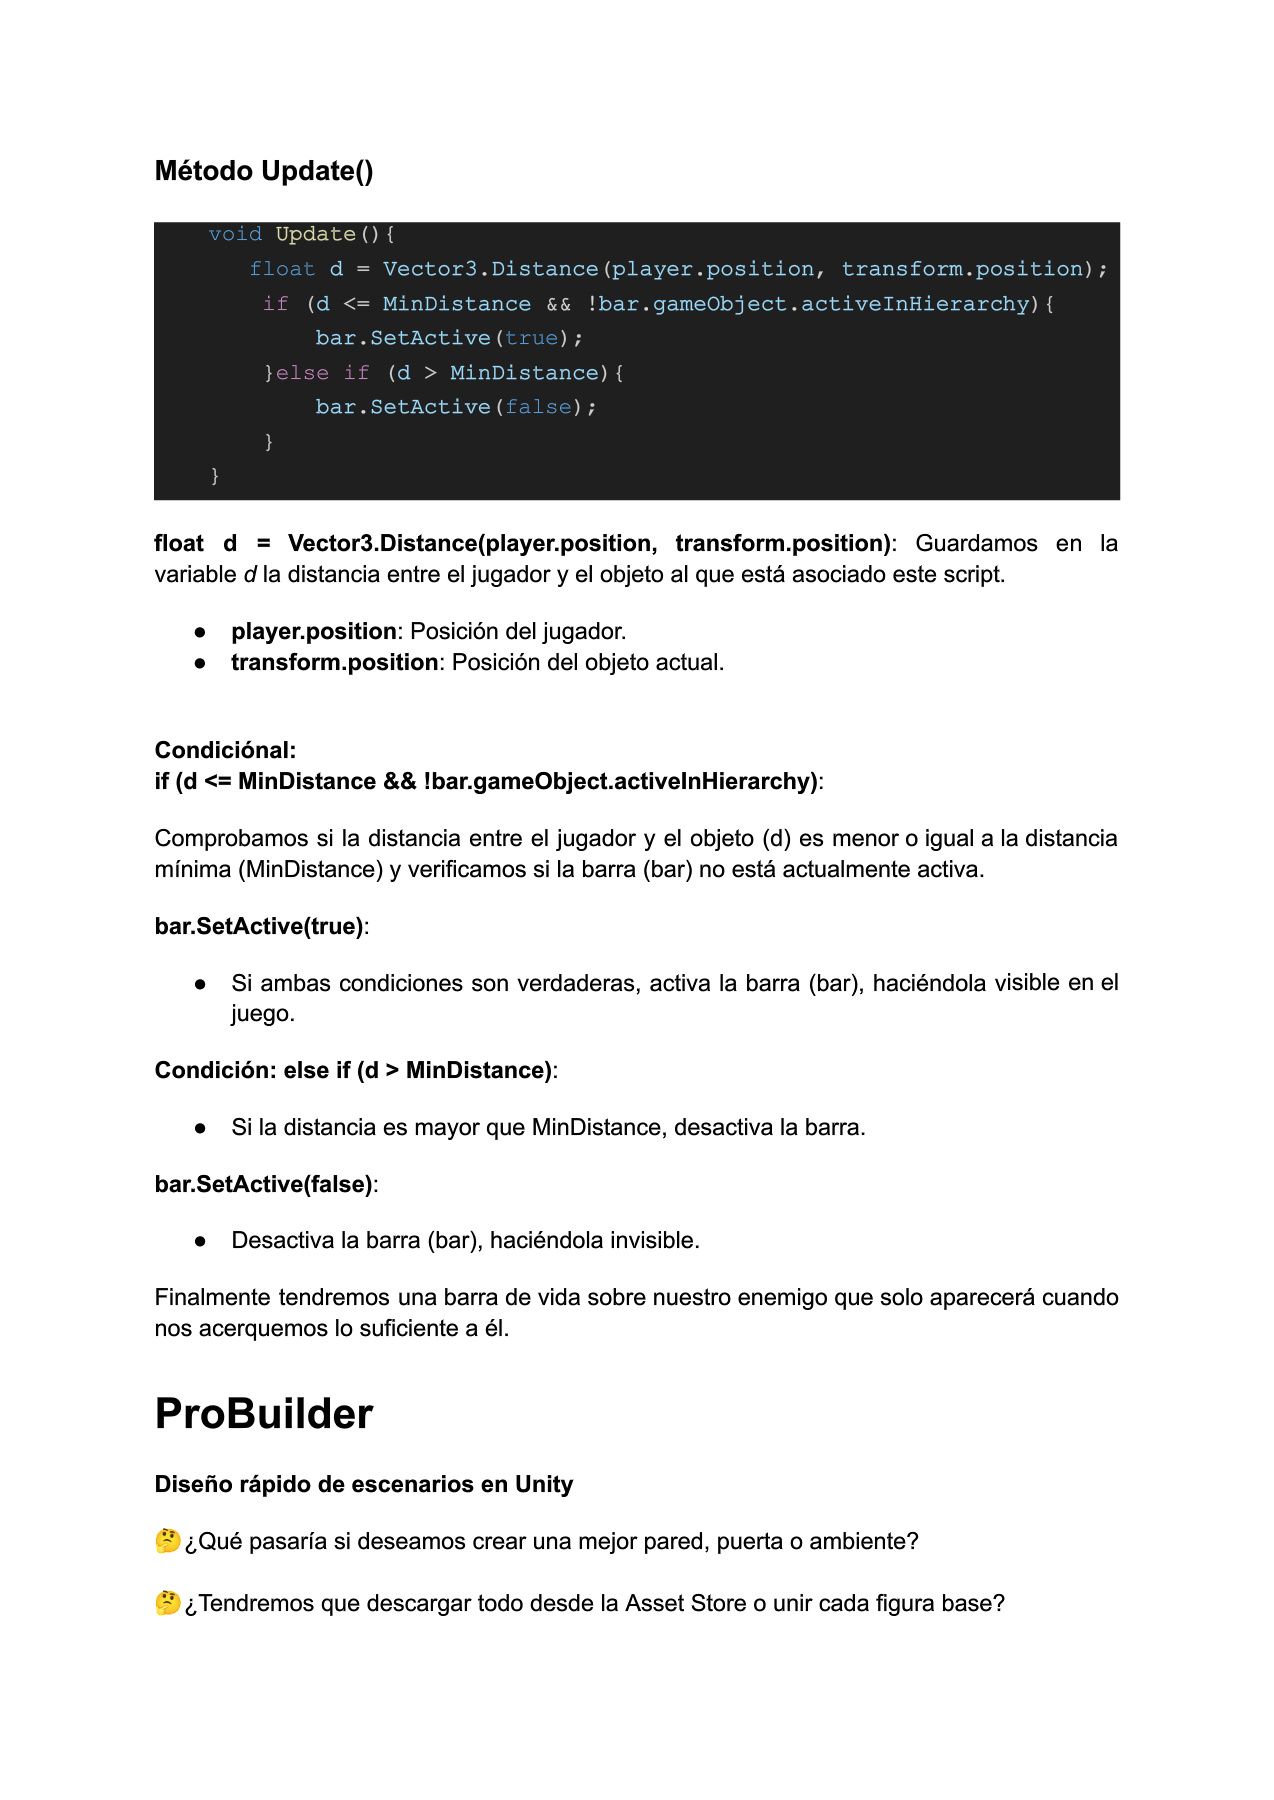 Método Update()
void Update(){
float d = Vector3.Distance(player.position, transform.position);
if (d <= MinDistance && !bar.gameObject.activeInHierarchy){
bar.SetActive(true);
}else if (d > MinDistance){
bar.SetActive(false);
}
}
float d = Vector3.Distance(player.position, transform.position): Guardamos en la
variable d la distancia entre el jugador y el objeto al que está asociado este script.
● player.position: Posición del jugador.
● transform.position: Posición del objeto actual.
Condiciónal:
if (d <= MinDistance && !bar.gameObject.activeInHierarchy):
Comprobamos si la distancia entre el jugador y el objeto (d) es menor o igual a la distancia
mínima (MinDistance) y verificamos si la barra (bar) no está actualmente activa.
bar.SetActive(true):
● Si ambas condiciones son verdaderas, activa la barra (bar), haciéndola visible en el
juego.
Condición: else if (d > MinDistance):
● Si la distancia es mayor que MinDistance, desactiva la barra.
bar.SetActive(false):
● Desactiva la barra (bar), haciéndola invisible.
Finalmente tendremos una barra de vida sobre nuestro enemigo que solo aparecerá cuando
nos acerquemos lo suficiente a él.
ProBuilder
Diseño rápido de escenarios en Unity
🤔¿Qué pasaría si deseamos crear una mejor pared, puerta o ambiente?
🤔¿Tendremos que descargar todo desde la Asset Store o unir cada figura base?